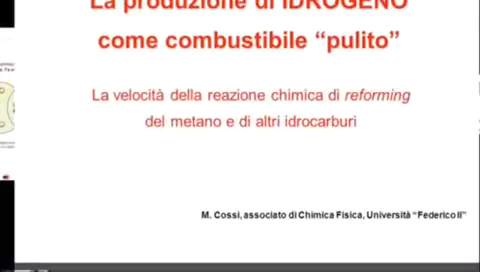 La produzione di IDROGENO
come combustibile “pulito”
La velocità della reazione chimica di reforming
del metano e di altri idrocarburi
M. Cossi, associato di Chimica Fisica, Università “Federico II”